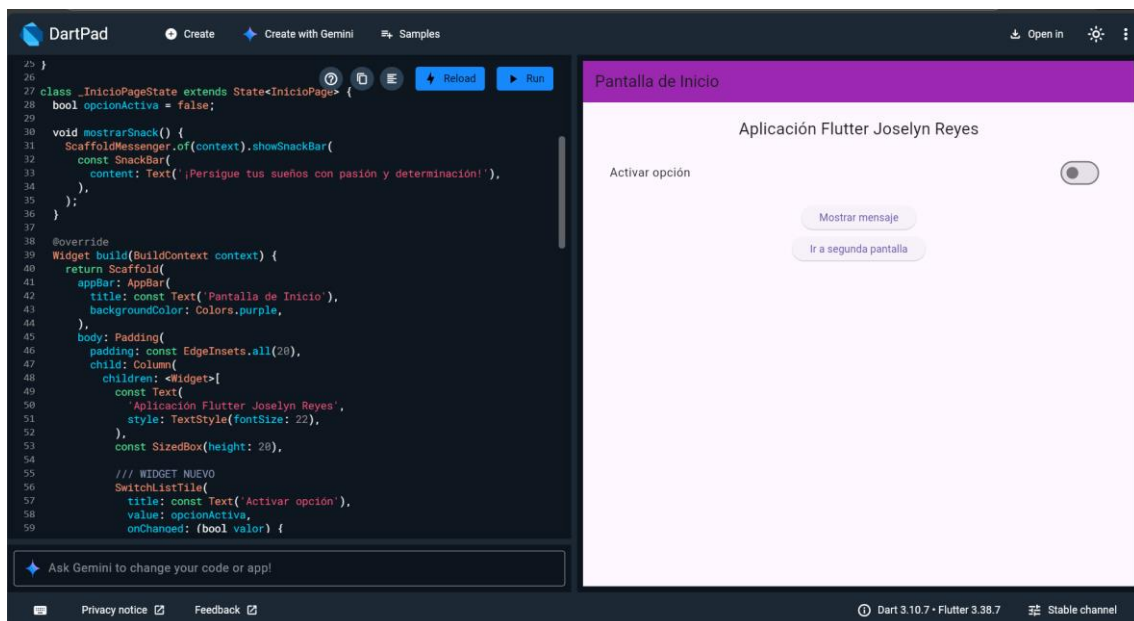 DartPad
Create
Create with Gemini
Samples
Open in
25 }
26
Reload
Run
27 class _InicioPageState extends State<InicioPage> {
28 bool opcionActiva = false;
29
30 void mostrarSnack() {
31 ScaffoldMessenger.of(context).showSnackBar(
32 const SnackBar(
33 content: Text('¡Persigue tus sueños con pasión y determinación!'),
34 ),
35 );
36 }
37
38 @override
39 Widget build(BuildContext context) {
40 return Scaffold(
41 appBar: AppBar(
42 title: const Text('Pantalla de Inicio'),
43 backgroundColor: Colors.purple,
44 ),
45 body: Padding(
46 padding: const EdgeInsets.all(20),
47 child: Column(
48 children: <Widget>[
49 const Text(
50 'Aplicación Flutter Joselyn Reyes',
51 style: TextStyle(fontSize: 22),
52 ),
53 const SizedBox(height: 20),
54
55 /// WIDGET NUEVO
56 SwitchListTile(
57 title: const Text('Activar opción'),
58 value: opcionActiva,
59 onChanged: (bool valor) {
Ask Gemini to change your code or app!
Pantalla de Inicio
Aplicación Flutter Joselyn Reyes
Activar opción
Mostrar mensaje
Ir a segunda pantalla
Privacy notice
Feedback
Dart 3.10.7 • Flutter 3.38.7
Stable channel